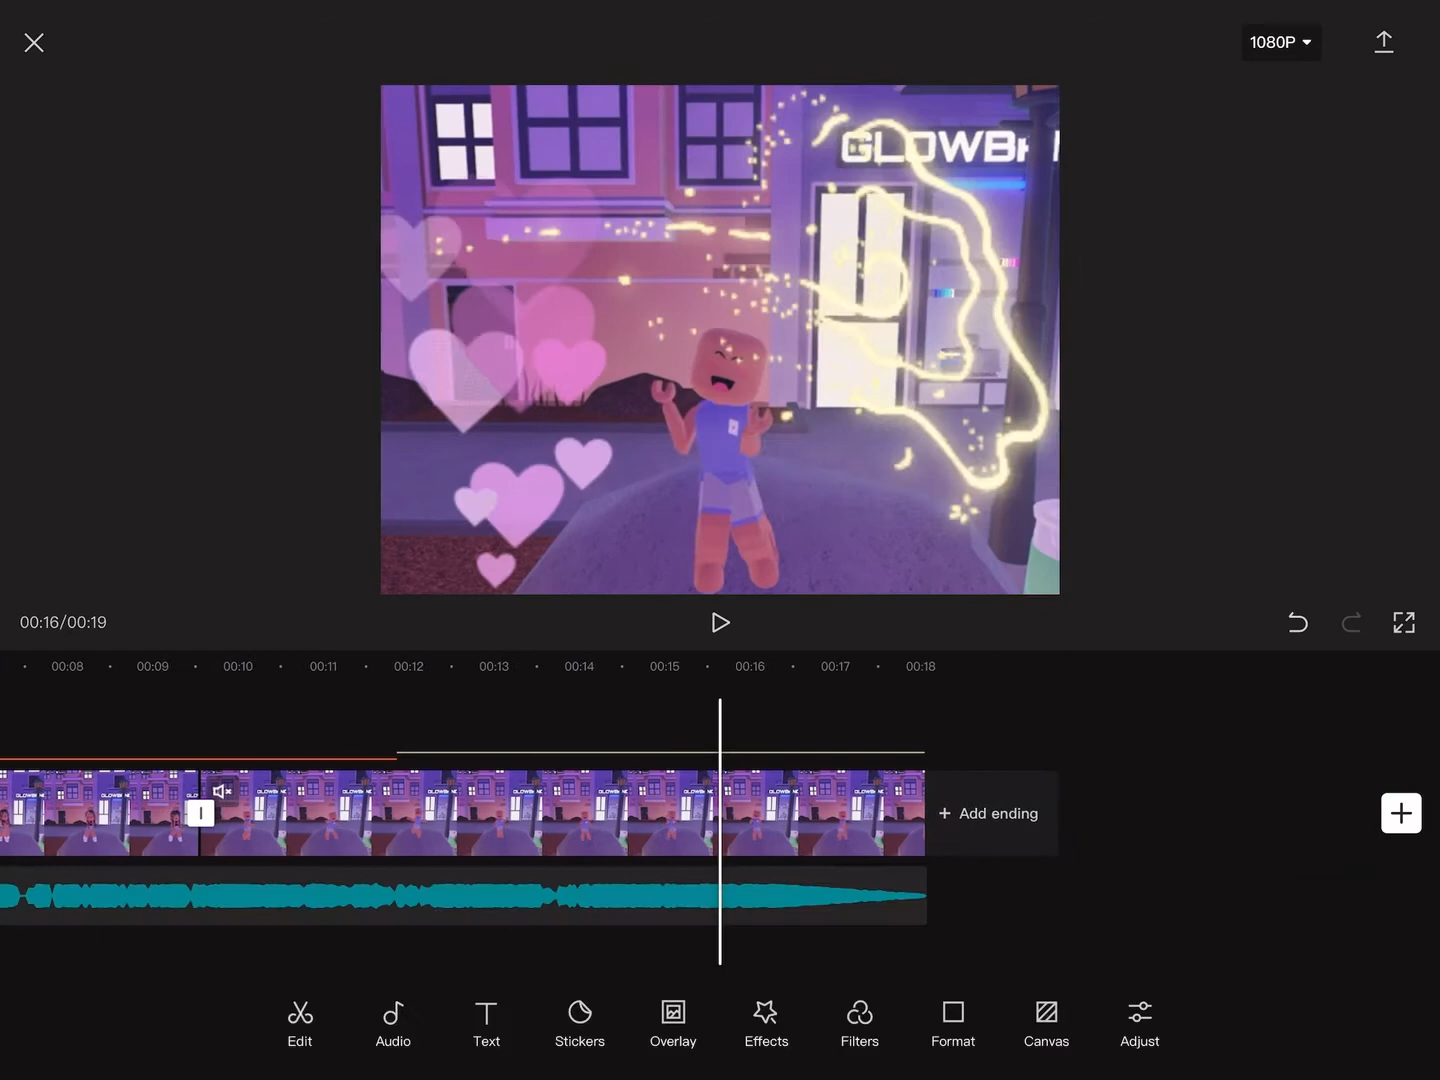 1080P
00:16/00:19
00:08 00:09 00:10 00:11 00:12 00:13 00:14 00:15 00:16 00:17 00:18
+ Add ending
Edit Audio Text Stickers Overlay Effects Filters Format Canvas Adjust